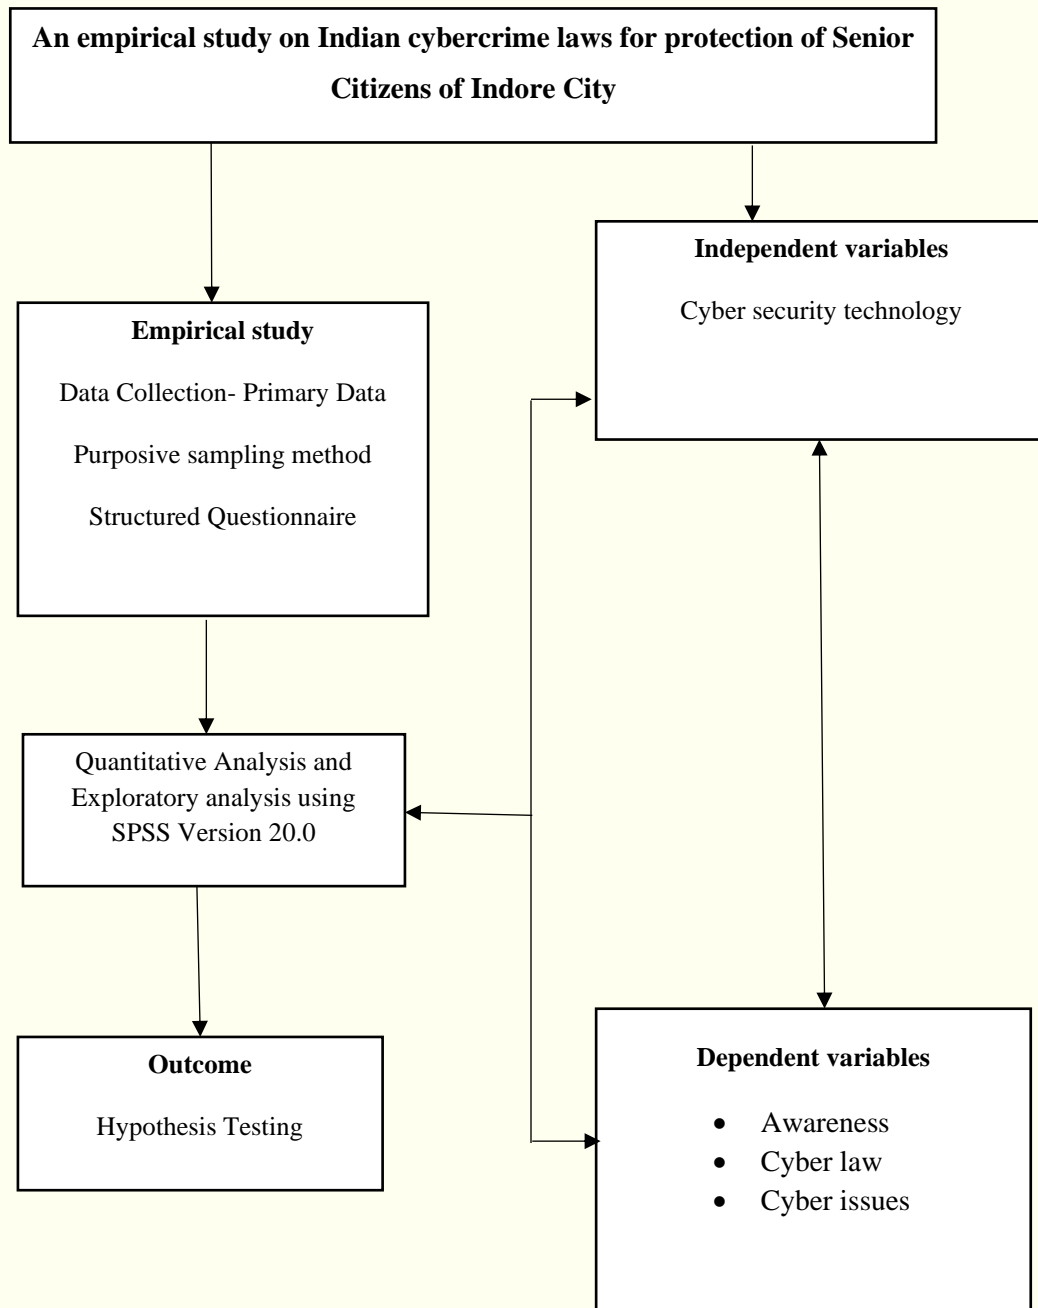 An empirical study on Indian cybercrime laws for protection of Senior
Citizens of Indore City
Independent variables
Cyber security technology
Empirical study
Data Collection- Primary Data
Purposive sampling method
Structured Questionnaire
Quantitative Analysis and
Exploratory analysis using
SPSS Version 20.0
Outcome
Hypothesis Testing
Dependent variables
• Awareness
• Cyber law
• Cyber issues